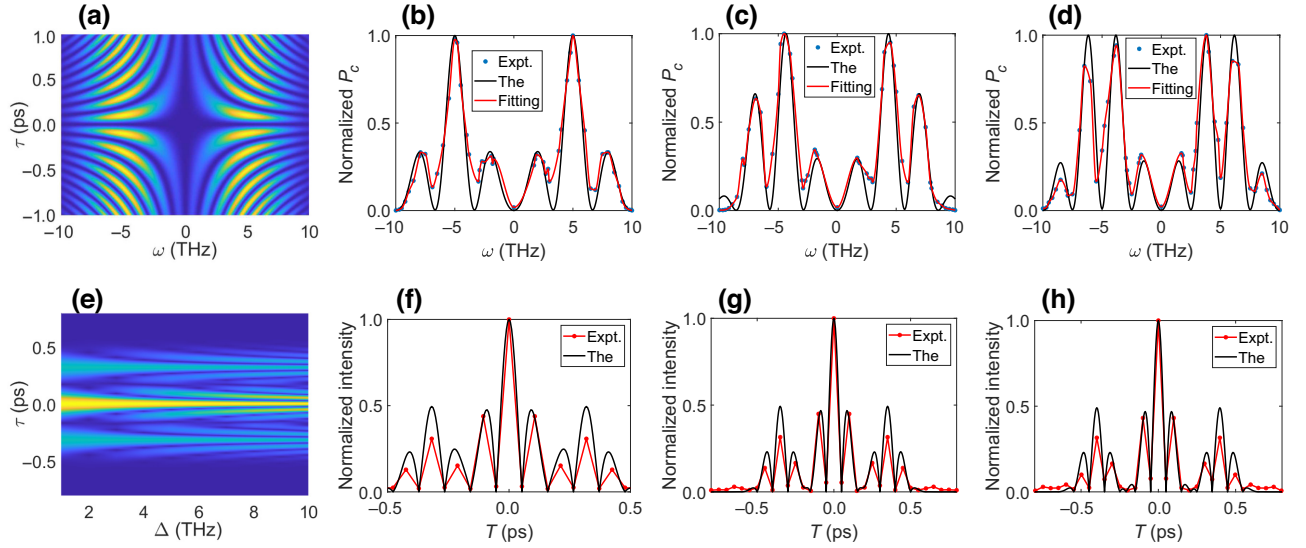 (a)
1.0
0.5
0.0
−0.5
−1.0
τ (ps)
−10 −5 0 5 10
ω (THz)
(b)
1.0
0.5
0.0
Normalized Pc
Expt.
The
Fitting
−10 −5 0 5 10
ω (THz)
(c)
1.0
0.5
0.0
Normalized Pc
Expt.
The
Fitting
−10 −5 0 5 10
ω (THz)
(d)
1.0
0.5
0.0
Normalized Pc
Expt.
The
Fitting
−10 −5 0 5 10
ω (THz)
(e)
0.5
0.0
−0.5
τ (ps)
2 4 6 8 10
Δ (THz)
(f)
1.0
0.5
0.0
Normalized intensity
Expt.
The
−0.5 0.0 0.5
T (ps)
(g)
1.0
0.5
0.0
Normalized intensity
Expt.
The
−0.5 0.0 0.5
T (ps)
(h)
1.0
0.5
0.0
Normalized intensity
Expt.
The
−0.5 0.0 0.5
T (ps)